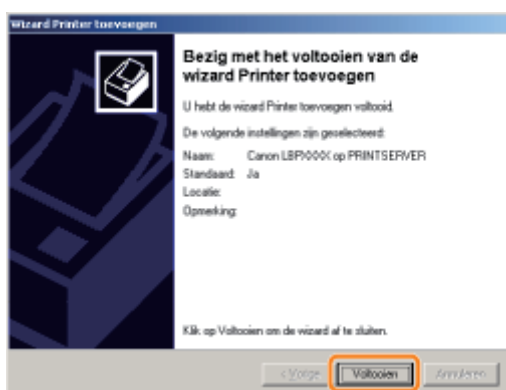 Wizard Printer toevoegen
Bezig met het voltooien van de
wizard Printer toevoegen
U hebt de wizard Printer toevoegen voltooid.
De volgende instellingen zijn geselecteerd:
Naam: Canon LBPXXXX op PRINTSERVER
Standaard: Ja
Locatie:
Opmerking:
Klik op Voltooien om de wizard af te sluiten.
< Vorige Voltooien Annuleren